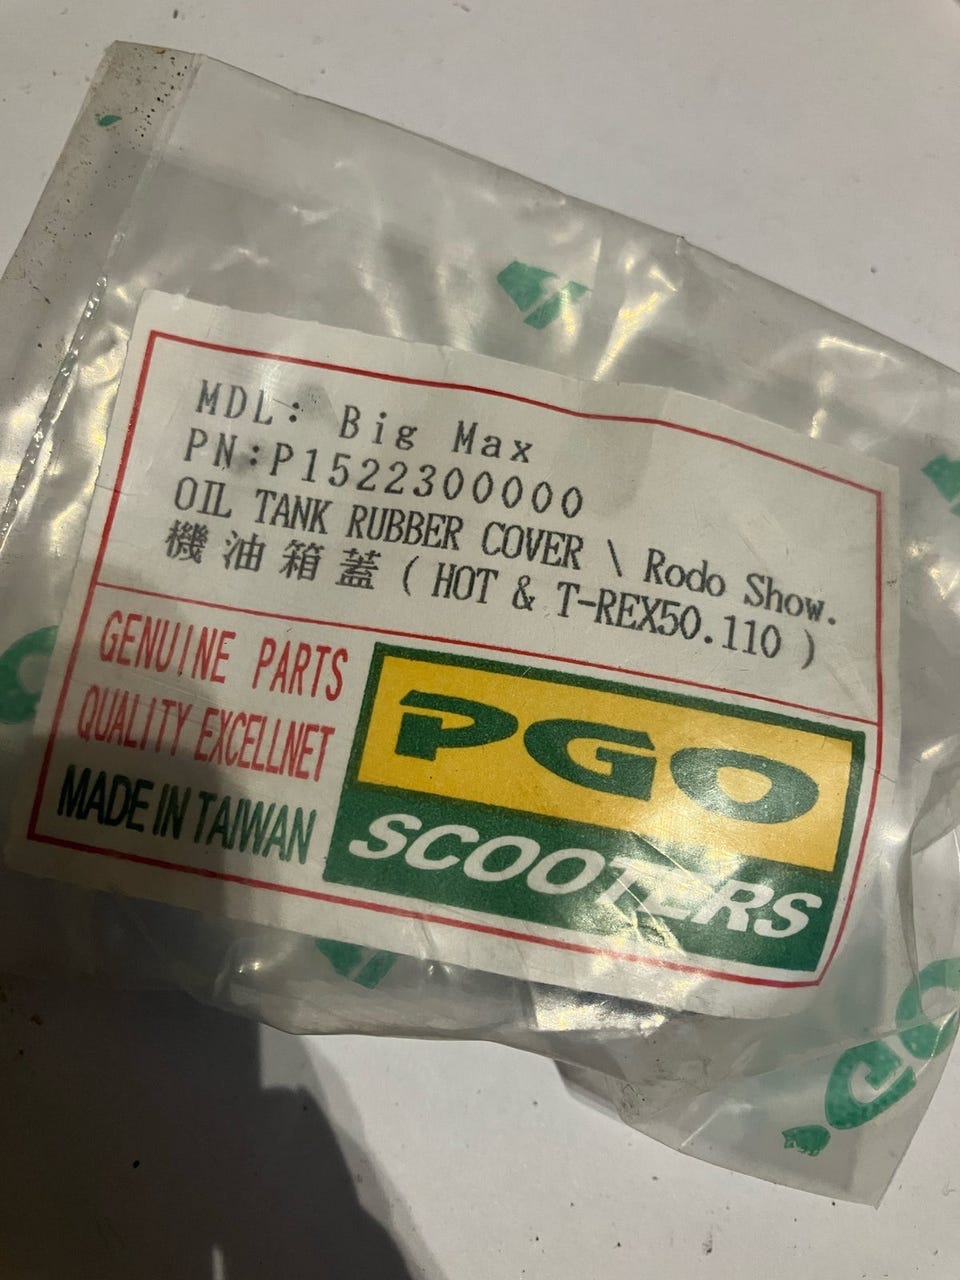 MDL: Big Max
PN:P1522300000
OIL TANK RUBBER COVER \ Rodo Show.
機油箱蓋 ( HOT & T-REX50.110 )
GENUINE PARTS
QUALITY EXCELLNET
MADE IN TAIWAN
PGO
SCOOTERS